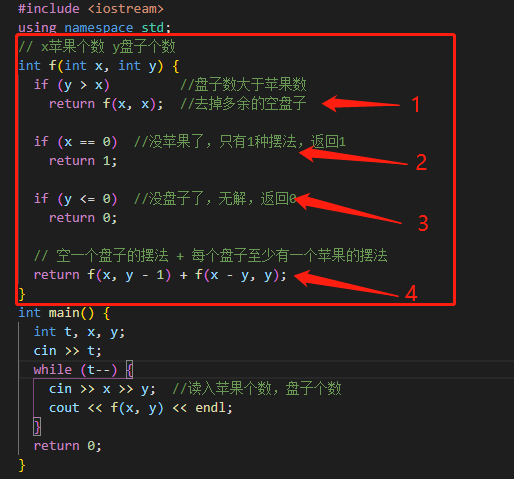 #include <iostream>
using namespace std;
// x苹果个数 y盘子个数
int f(int x, int y) {
if (y > x) //盘子数大于苹果数
return f(x, x); //去掉多余的空盘子 1
if (x == 0) //没苹果了，只有1种摆法，返回1
return 1; 2
if (y <= 0) //没盘子了，无解，返回0
return 0; 3
// 空一个盘子的摆法 + 每个盘子至少有一个苹果的摆法
return f(x, y - 1) + f(x - y, y); 4
}
int main() {
int t, x, y;
cin >> t;
while (t--) {
cin >> x >> y; //读入苹果个数，盘子个数
cout << f(x, y) << endl;
}
return 0;
}